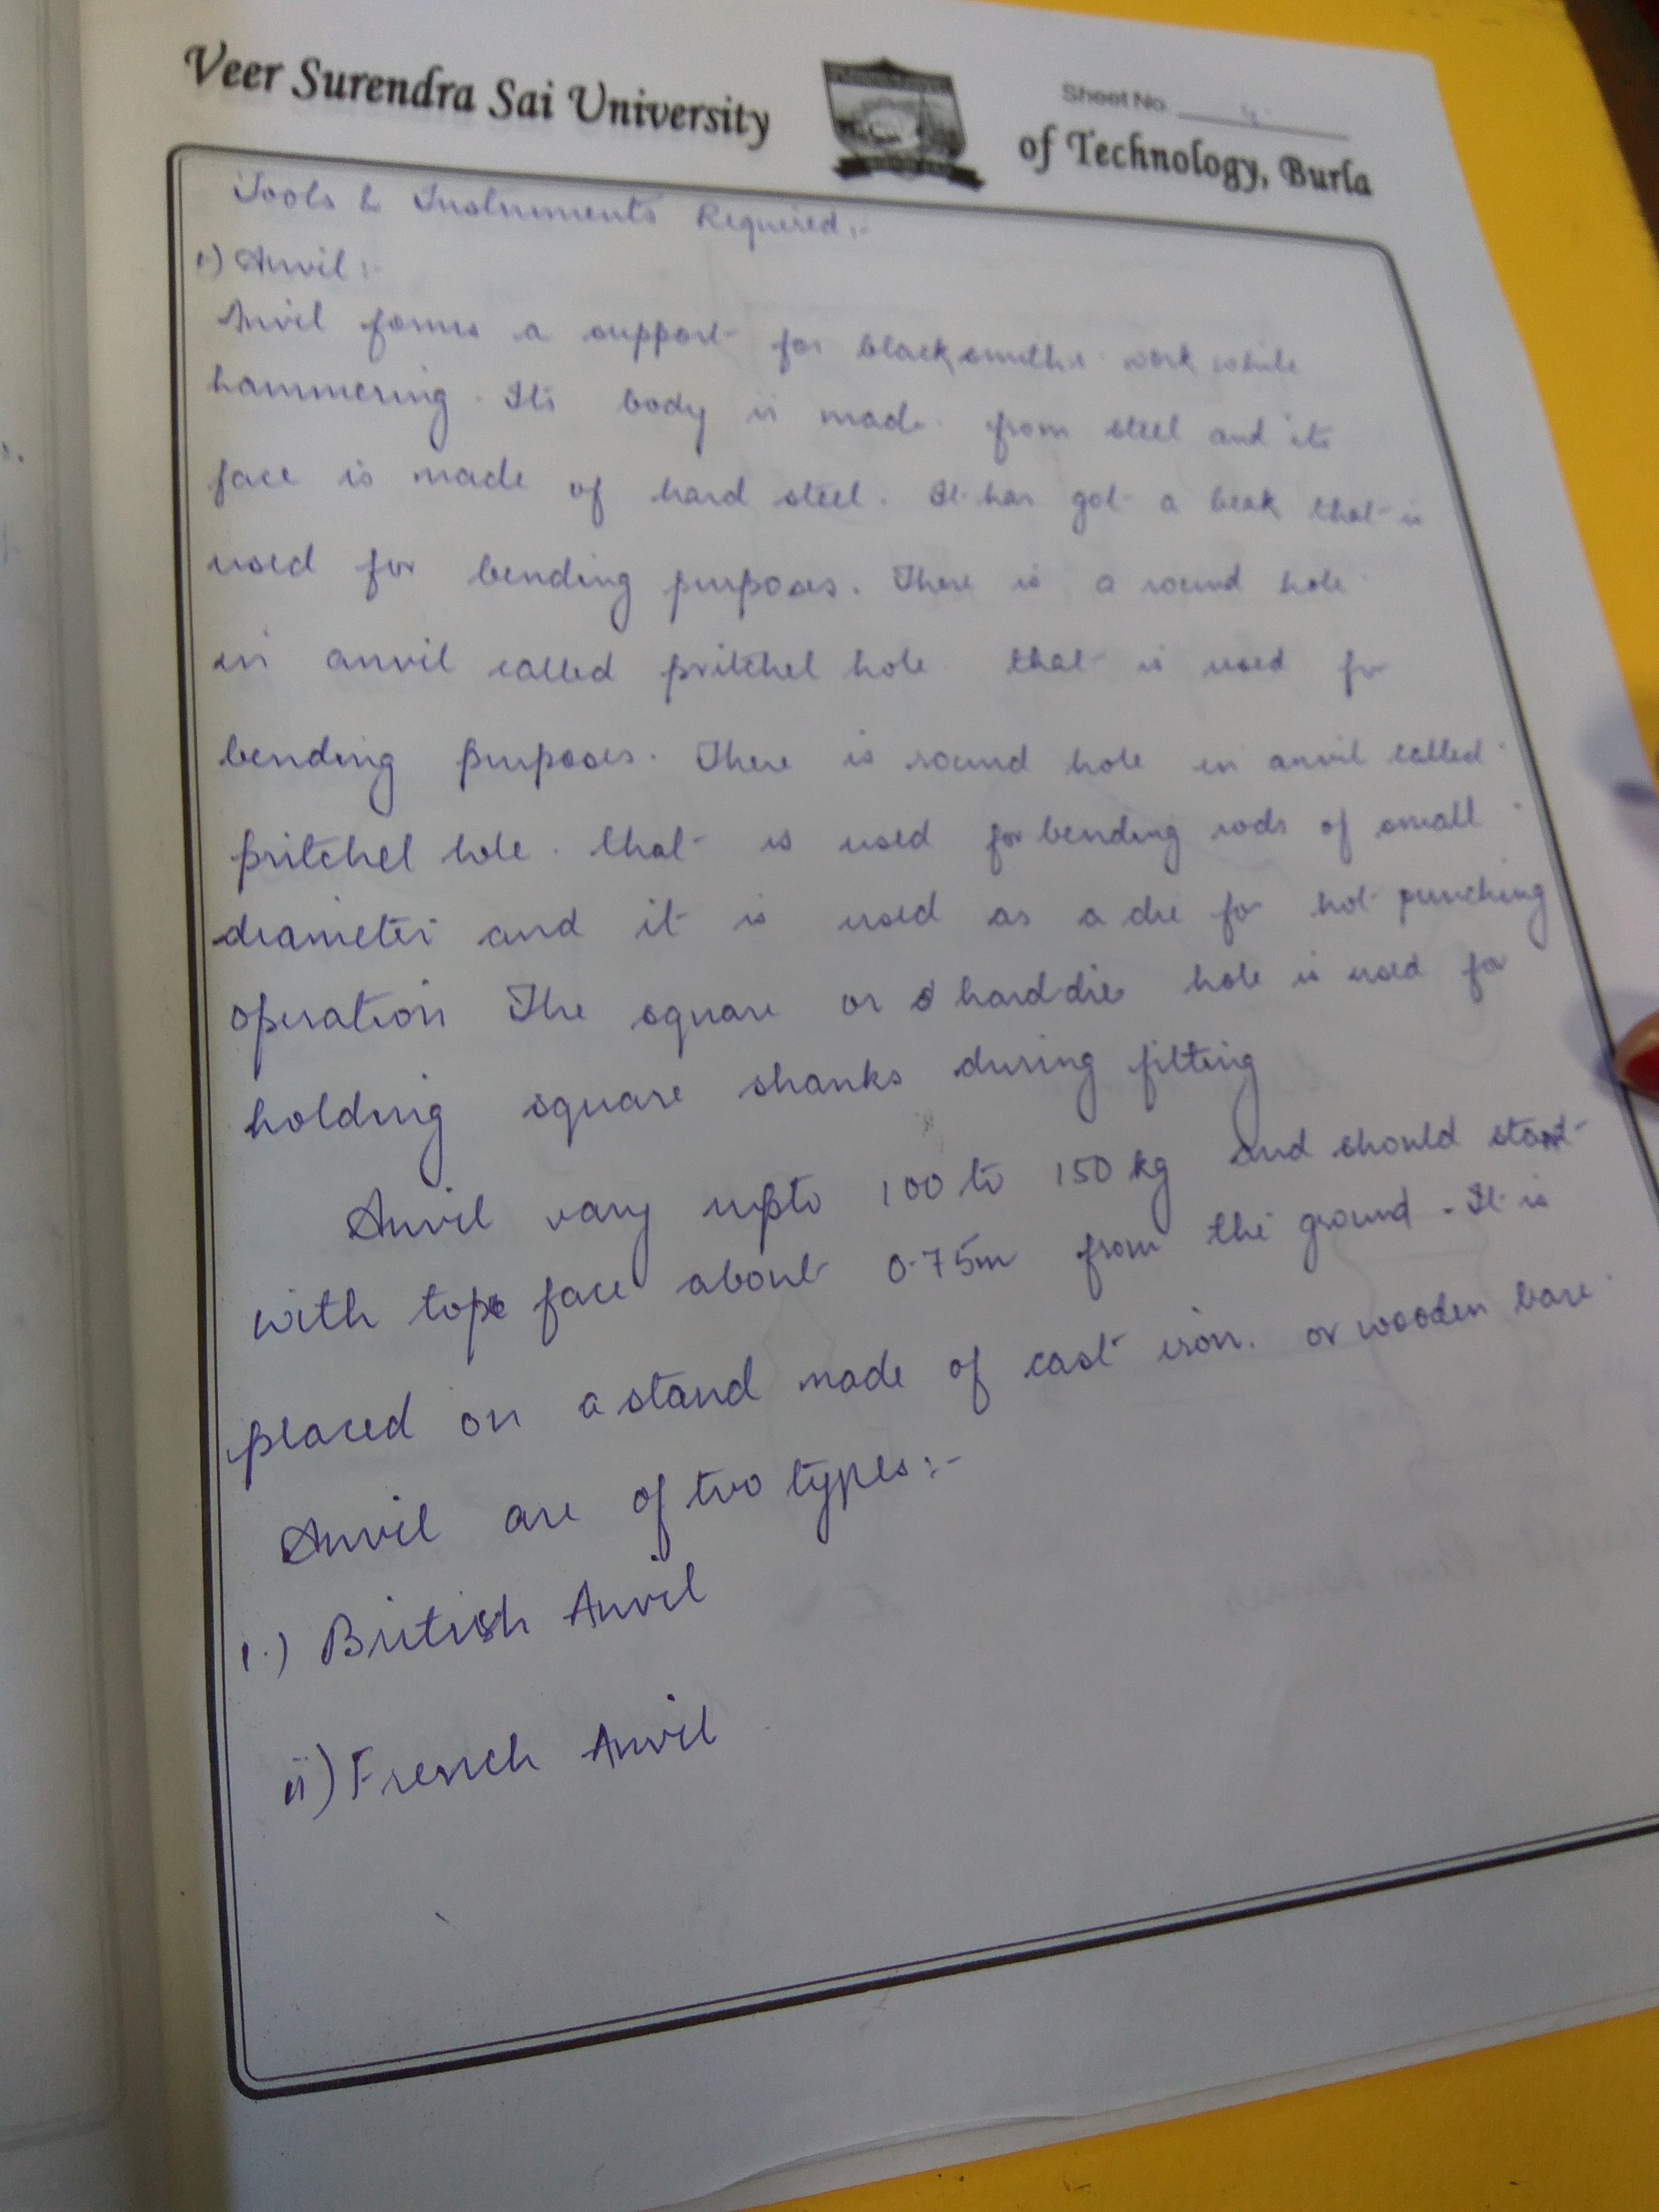 Veer Surendra Sai University
Sheet No. 4
of Technology, Burla
Tools & Instruments Required:-
1.) Anvil:-
Anvil forms a support for blacksmith's work while
hammering. Its body is made from steel and its
face is made of hard steel. It has got a beak that is
used for bending purposes. There is a round hole
in anvil called pritchel hole that is used for
bending purposes. There is round hole in anvil called
pritchel hole. that is used for bending rods of small
diameter and it is used as a die for hot punching
operation The square or harddie hole is used for
holding square shanks during fitting
Anvil vary upto 100 to 150 kg and should
with top face about 0.75m from the ground. It is
placed on a stand made of cast iron. or wooden base
Anvil are of two types:-
i.) British Anvil
ii) French Anvil